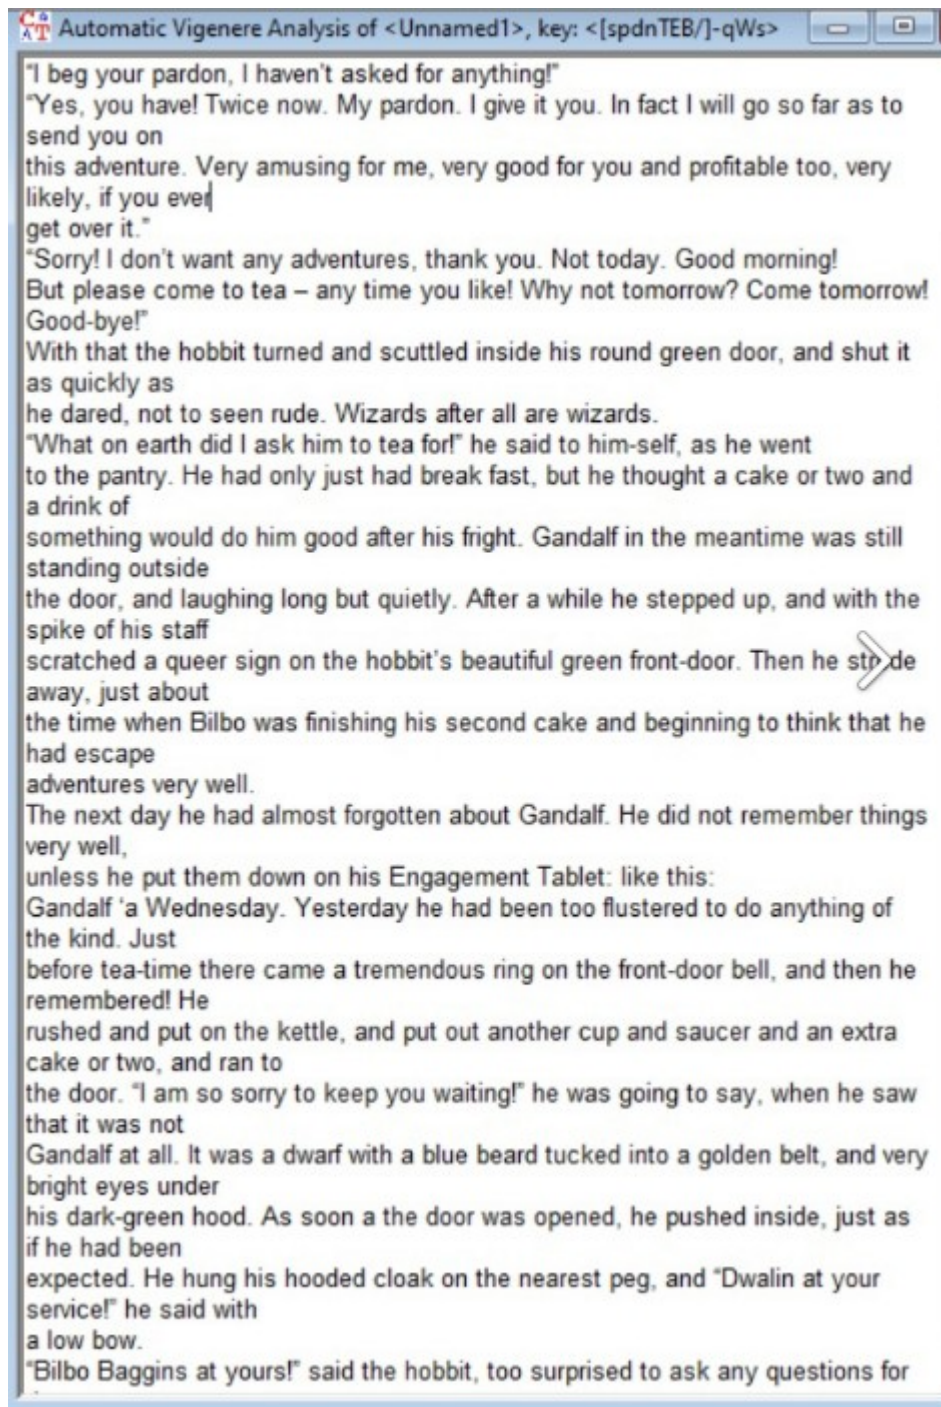 Automatic Vigenere Analysis of <Unnamed1>, key: <[spdnTEB/]-qWs>
"I beg your pardon, I haven't asked for anything!"
"Yes, you have! Twice now. My pardon. I give it you. In fact I will go so far as to
send you on
this adventure. Very amusing for me, very good for you and profitable too, very
likely, if you ever
get over it."
"Sorry! I don't want any adventures, thank you. Not today. Good morning!
But please come to tea – any time you like! Why not tomorrow? Come tomorrow!
Good-bye!"
With that the hobbit turned and scuttled inside his round green door, and shut it
as quickly as
he dared, not to seen rude. Wizards after all are wizards.
"What on earth did I ask him to tea for!" he said to him-self, as he went
to the pantry. He had only just had break fast, but he thought a cake or two and
a drink of
something would do him good after his fright. Gandalf in the meantime was still
standing outside
the door, and laughing long but quietly. After a while he stepped up, and with the
spike of his staff
scratched a queer sign on the hobbit's beautiful green front-door. Then he strode
away, just about
the time when Bilbo was finishing his second cake and beginning to think that he
had escape
adventures very well.
The next day he had almost forgotten about Gandalf. He did not remember things
very well,
unless he put them down on his Engagement Tablet: like this:
Gandalf 'a Wednesday. Yesterday he had been too flustered to do anything of
the kind. Just
before tea-time there came a tremendous ring on the front-door bell, and then he
remembered! He
rushed and put on the kettle, and put out another cup and saucer and an extra
cake or two, and ran to
the door. "I am so sorry to keep you waiting!" he was going to say, when he saw
that it was not
Gandalf at all. It was a dwarf with a blue beard tucked into a golden belt, and very
bright eyes under
his dark-green hood. As soon a the door was opened, he pushed inside, just as
if he had been
expected. He hung his hooded cloak on the nearest peg, and "Dwalin at your
service!" he said with
a low bow.
"Bilbo Baggins at yours!" said the hobbit, too surprised to ask any questions for